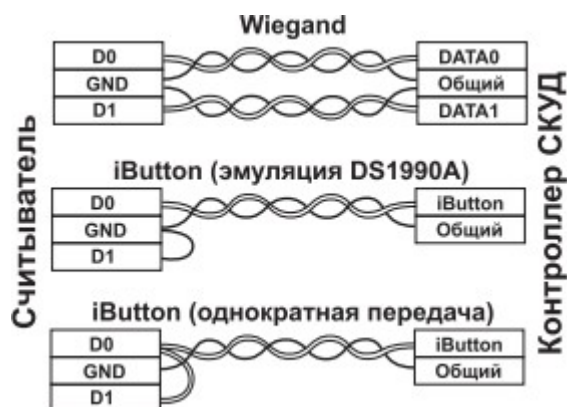 Wiegand
D0
GND
D1
DATA0
Общий
DATA1
Считыватель
Контроллер СКУД
iButton (эмуляция DS1990A)
D0
GND
D1
iButton
Общий
iButton (однократная передача)
D0
GND
D1
iButton
Общий